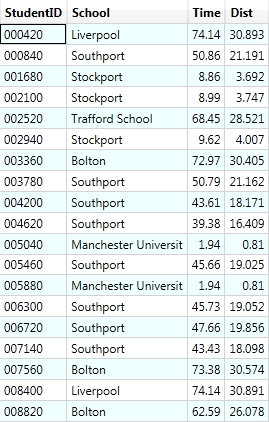 StudentID School Time Dist
000420 Liverpool 74.14 30.893
000840 Southport 50.86 21.191
001680 Stockport 8.86 3.692
002100 Stockport 8.99 3.747
002520 Trafford School 68.45 28.521
002940 Stockport 9.62 4.007
003360 Bolton 72.97 30.405
003780 Southport 50.79 21.162
004200 Southport 43.61 18.171
004620 Southport 39.38 16.409
005040 Manchester Universit 1.94 0.81
005460 Southport 45.66 19.025
005880 Manchester Universit 1.94 0.81
006300 Southport 45.73 19.052
006720 Southport 47.66 19.856
007140 Southport 43.43 18.098
007560 Bolton 73.38 30.574
008400 Liverpool 74.14 30.891
008820 Bolton 62.59 26.078